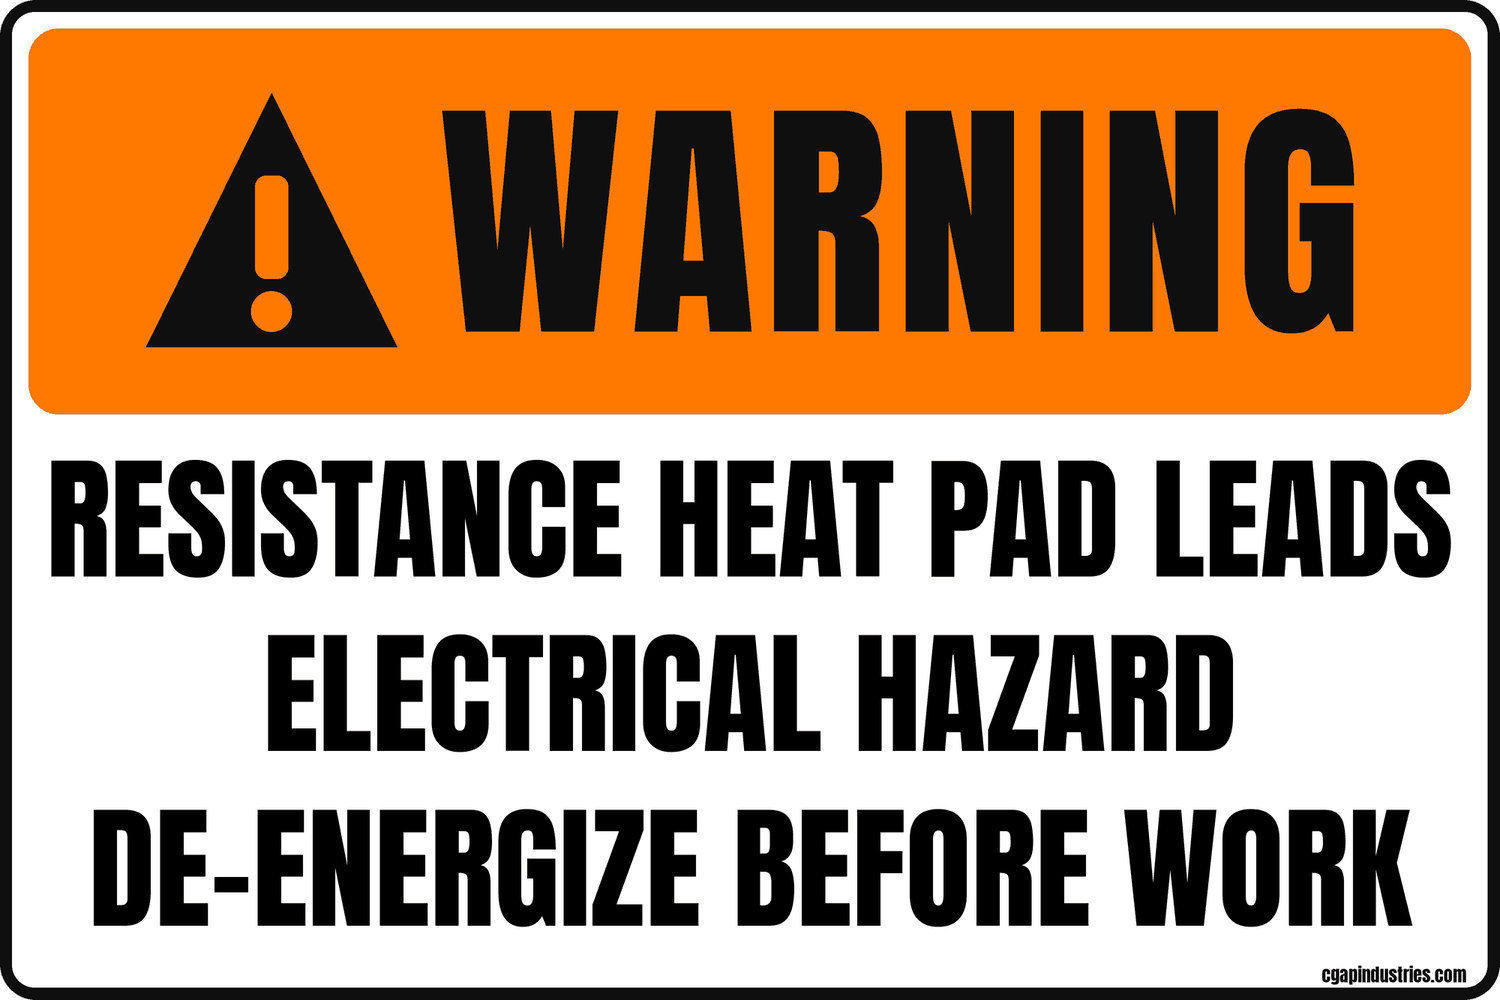 WARNING
RESISTANCE HEAT PAD LEADS
ELECTRICAL HAZARD
DE-ENERGIZE BEFORE WORK
cgapindustries.com